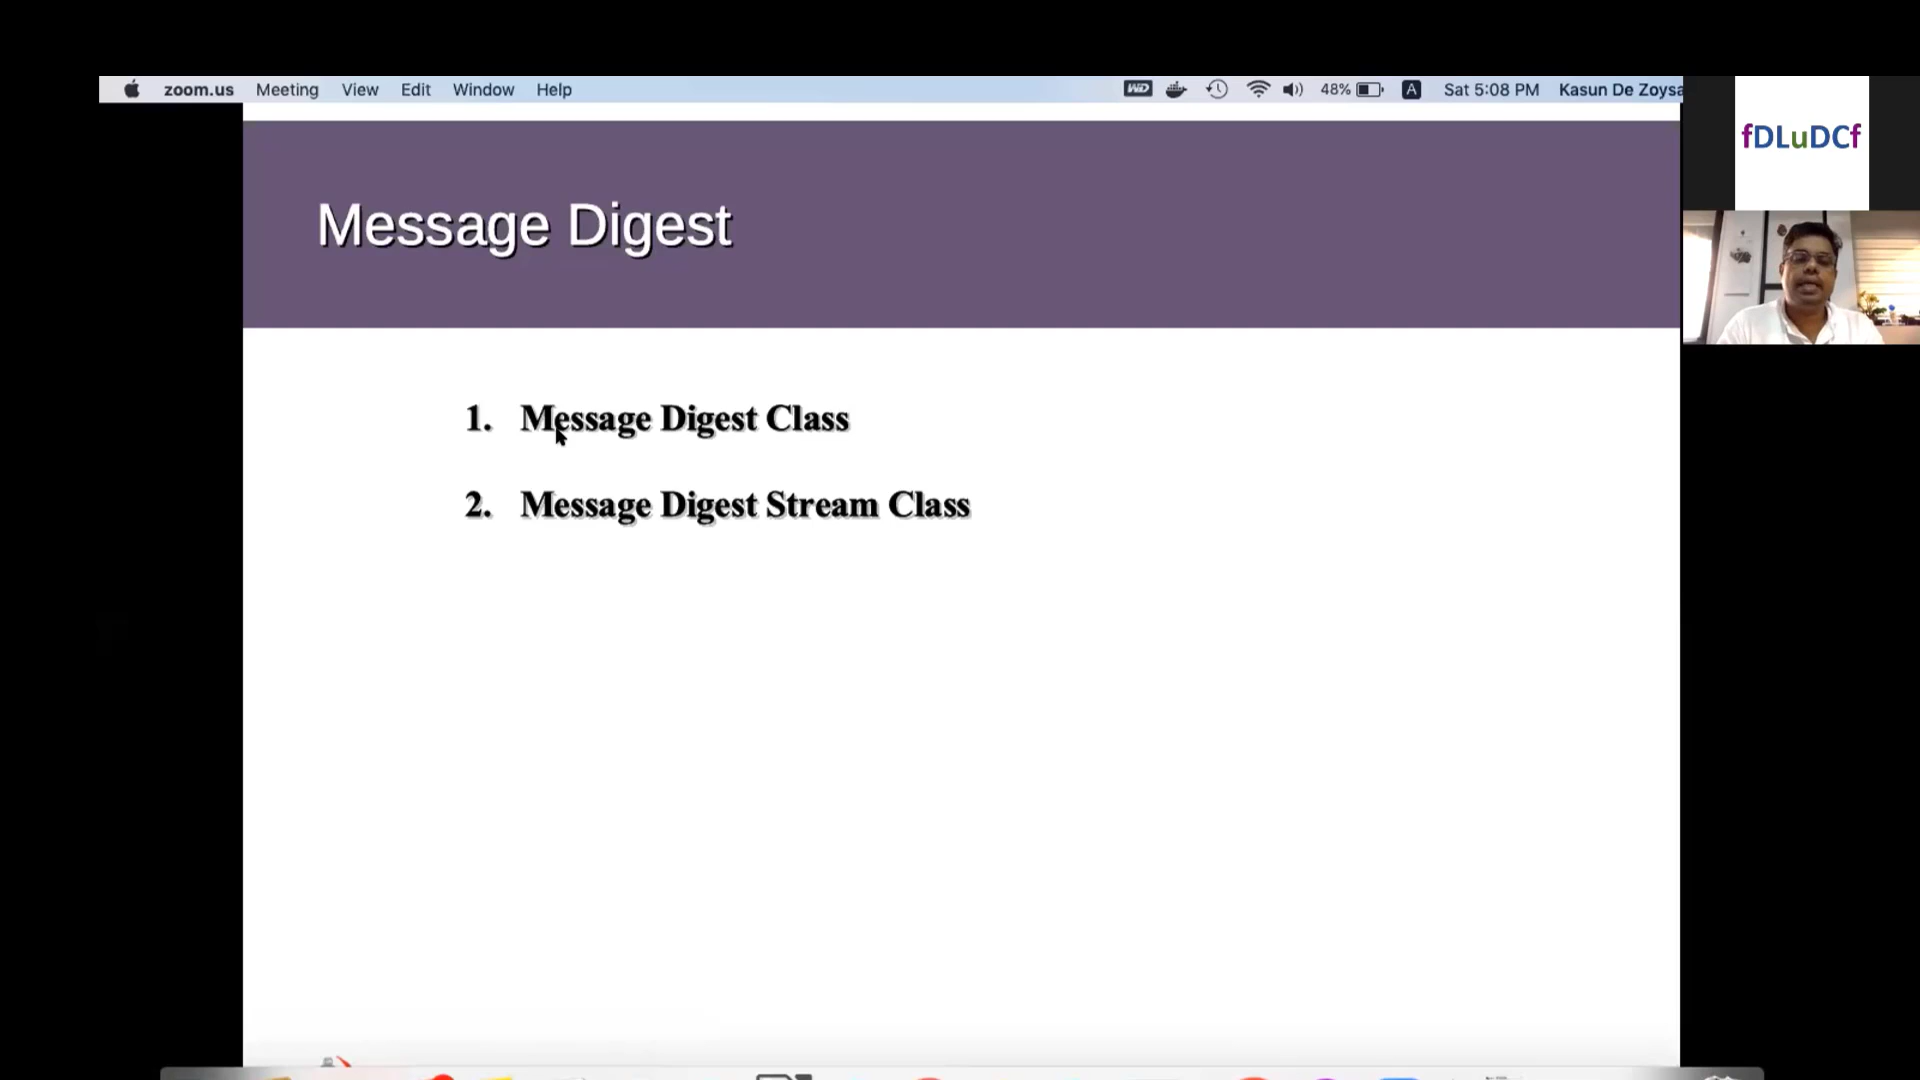 zoom.us Meeting View Edit Window Help WD 48% A Sat 5:08 PM Kasun De Zoysa
fDLuDCf
Message Digest
1. Message Digest Class
2. Message Digest Stream Class